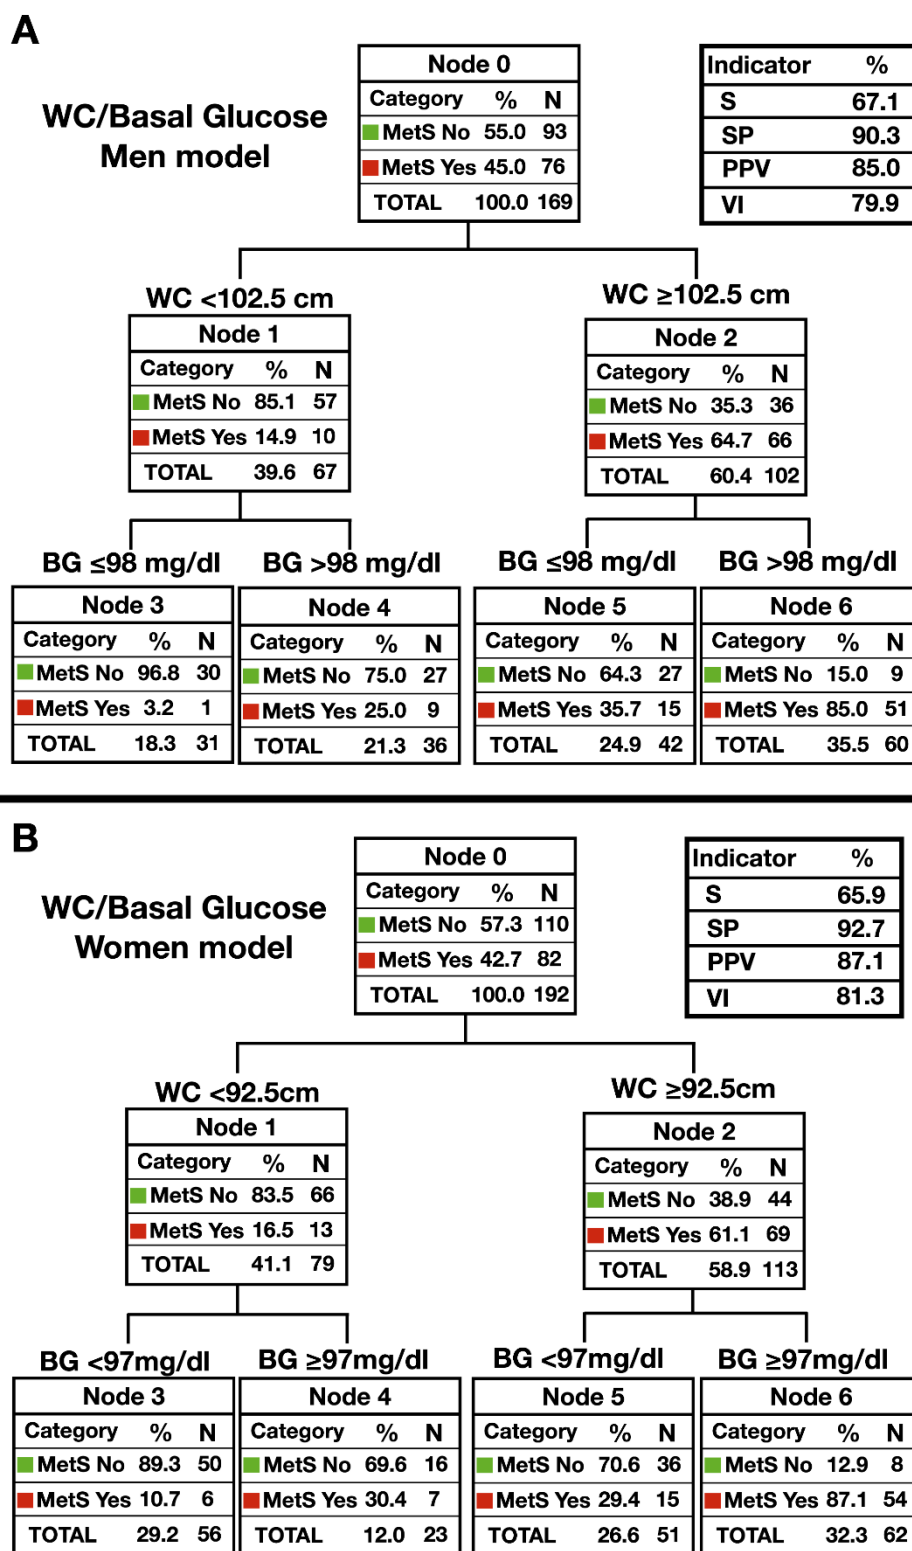 A
WC/Basal Glucose
Men model
Node 0
Category % N
MetS No 55.0 93
MetS Yes 45.0 76
TOTAL 100.0 169
Indicator %
S 67.1
SP 90.3
PPV 85.0
VI 79.9
WC <102.5 cm
Node 1
Category % N
MetS No 85.1 57
MetS Yes 14.9 10
TOTAL 39.6 67
WC ≥102.5 cm
Node 2
Category % N
MetS No 35.3 36
MetS Yes 64.7 66
TOTAL 60.4 102
BG ≤98 mg/dl
Node 3
Category % N
MetS No 96.8 30
MetS Yes 3.2 1
TOTAL 18.3 31
BG >98 mg/dl
Node 4
Category % N
MetS No 75.0 27
MetS Yes 25.0 9
TOTAL 21.3 36
BG ≤98 mg/dl
Node 5
Category % N
MetS No 64.3 27
MetS Yes 35.7 15
TOTAL 24.9 42
BG >98 mg/dl
Node 6
Category % N
MetS No 15.0 9
MetS Yes 85.0 51
TOTAL 35.5 60
B
WC/Basal Glucose
Women model
Node 0
Category % N
MetS No 57.3 110
MetS Yes 42.7 82
TOTAL 100.0 192
Indicator %
S 65.9
SP 92.7
PPV 87.1
VI 81.3
WC <92.5cm
Node 1
Category % N
MetS No 83.5 66
MetS Yes 16.5 13
TOTAL 41.1 79
WC ≥92.5cm
Node 2
Category % N
MetS No 38.9 44
MetS Yes 61.1 69
TOTAL 58.9 113
BG <97mg/dl
Node 3
Category % N
MetS No 89.3 50
MetS Yes 10.7 6
TOTAL 29.2 56
BG ≥97mg/dl
Node 4
Category % N
MetS No 69.6 16
MetS Yes 30.4 7
TOTAL 12.0 23
BG <97mg/dl
Node 5
Category % N
MetS No 70.6 36
MetS Yes 29.4 15
TOTAL 26.6 51
BG ≥97mg/dl
Node 6
Category % N
MetS No 12.9 8
MetS Yes 87.1 54
TOTAL 32.3 62